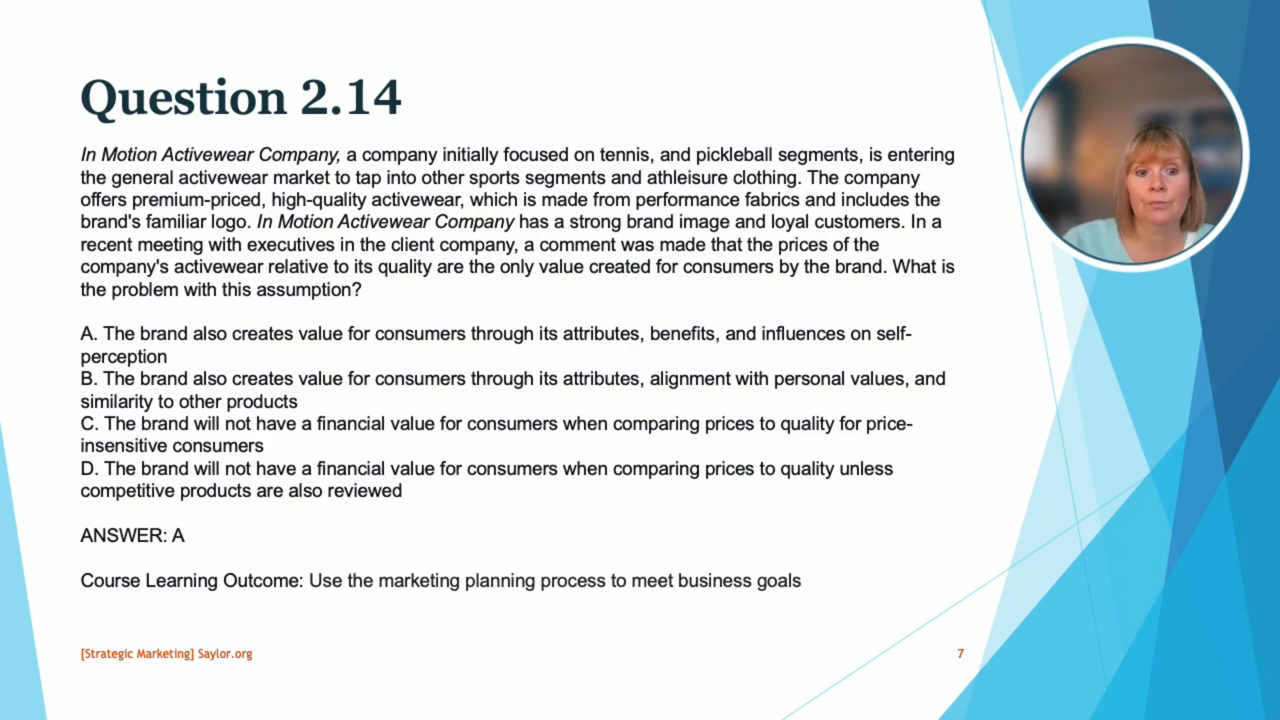 Question 2.14
In Motion Activewear Company, a company initially focused on tennis, and pickleball segments, is entering
the general activewear market to tap into other sports segments and athleisure clothing. The company
offers premium-priced, high-quality activewear, which is made from performance fabrics and includes the
brand's familiar logo. In Motion Activewear Company has a strong brand image and loyal customers. In a
recent meeting with executives in the client company, a comment was made that the prices of the
company's activewear relative to its quality are the only value created for consumers by the brand. What is
the problem with this assumption?
A. The brand also creates value for consumers through its attributes, benefits, and influences on self-
perception
B. The brand also creates value for consumers through its attributes, alignment with personal values, and
similarity to other products
C. The brand will not have a financial value for consumers when comparing prices to quality for price-
insensitive consumers
D. The brand will not have a financial value for consumers when comparing prices to quality unless
competitive products are also reviewed
ANSWER: A
Course Learning Outcome: Use the marketing planning process to meet business goals
[Strategic Marketing] Saylor.org
7